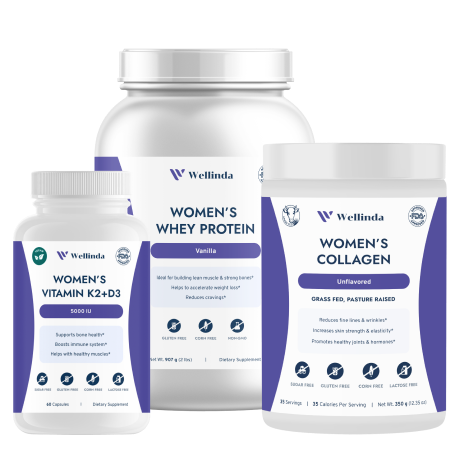 Wellinda
WOMEN'S
VITAMIN K2+D3
5000 IU
Supports bone health*
Boosts immune system*
Helps with healthy muscles*
SUGAR FREE
GLUTEN FREE
CORN FREE
LACTOSE FREE
60 Capsules | Dietary Supplement
Wellinda
WOMEN'S
WHEY PROTEIN
Vanilla
Ideal for building lean muscle & strong bones*
Helps to accelerate weight loss*
Reduces cravings*
GLUTEN FREE
CORN FREE
NON-GMO
Net Wt. 907 g (2 lbs) | Dietary Supplement
Wellinda
FDA
WOMEN'S
COLLAGEN
Unflavored
GRASS FED, PASTURE RAISED
Reduces fine lines & wrinkles*
Increases skin strength & elasticity*
Promotes healthy joints & hormones*
SUGAR FREE
GLUTEN FREE
CORN FREE
LACTOSE FREE
35 Servings | 35 Calories Per Serving | Net Wt. 350 g (12.35 oz)